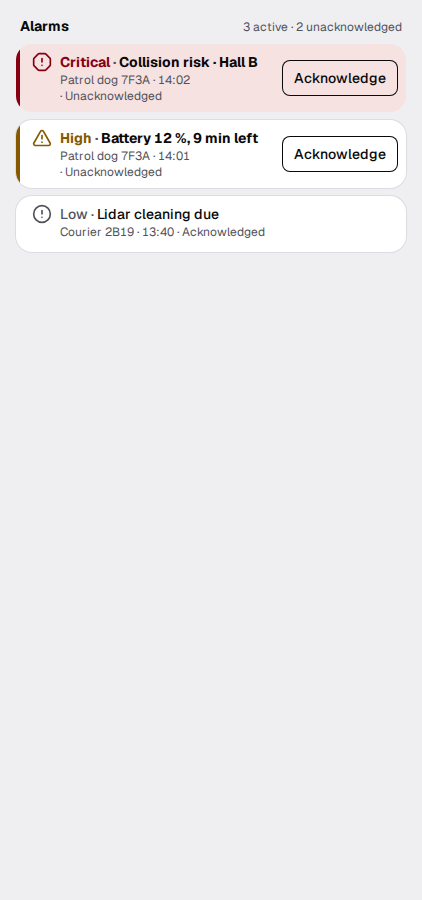 Alarms
3 active · 2 unacknowledged
Critical · Collision risk · Hall B
Patrol dog 7F3A · 14:02
· Unacknowledged
Acknowledge
High · Battery 12 %, 9 min left
Patrol dog 7F3A · 14:01
· Unacknowledged
Acknowledge
Low · Lidar cleaning due
Courier 2B19 · 13:40 · Acknowledged